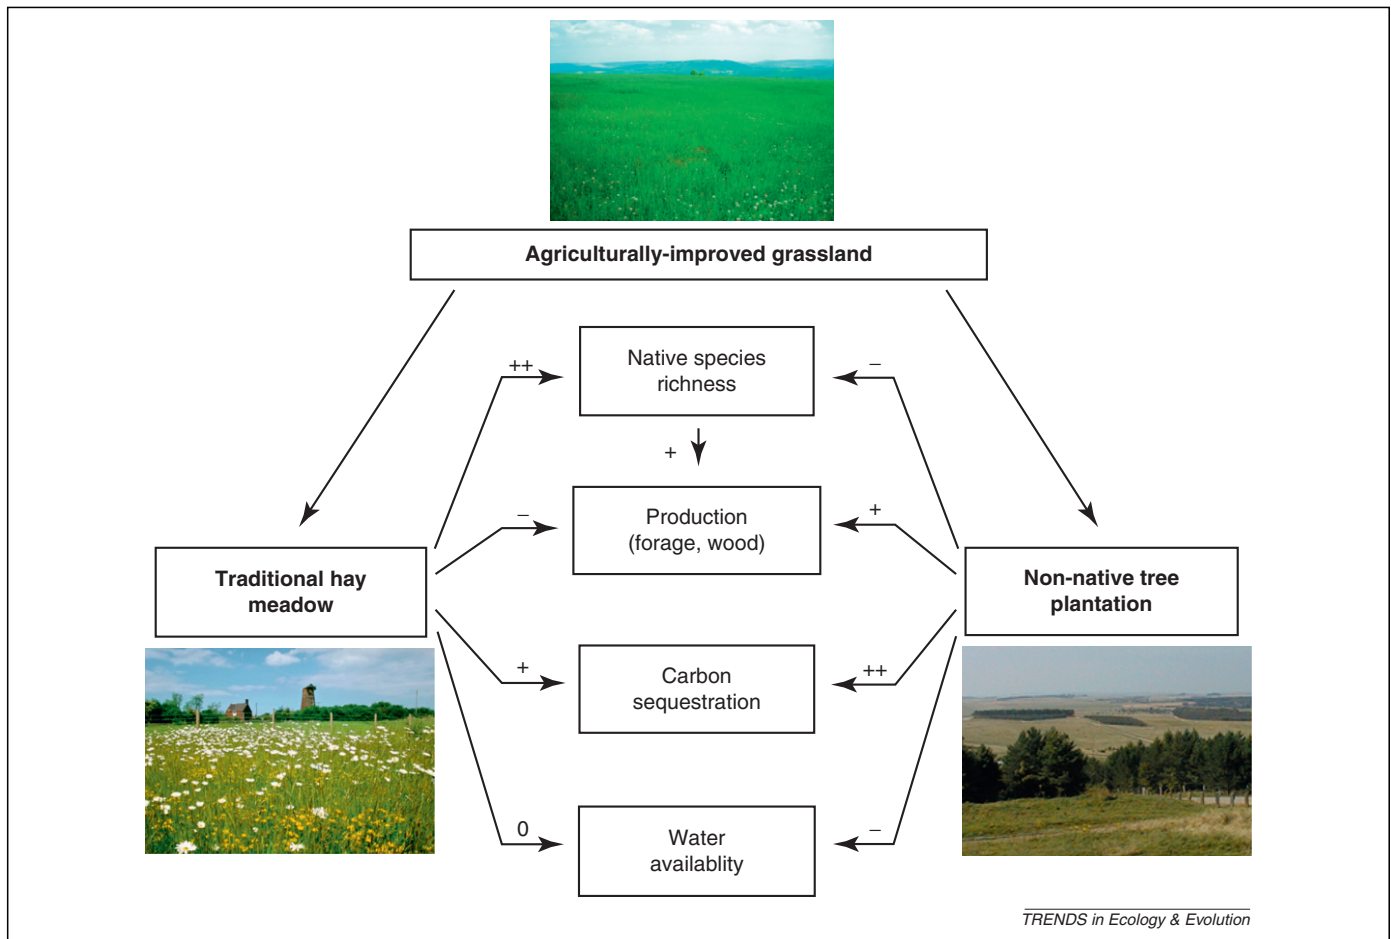 Agriculturally-improved grassland
Native species
richness
++
–
+
Production
(forage, wood)
–
+
Traditional hay
meadow
Non-native tree
plantation
Carbon
sequestration
+
++
Water
availablity
0
–
TRENDS in Ecology & Evolution